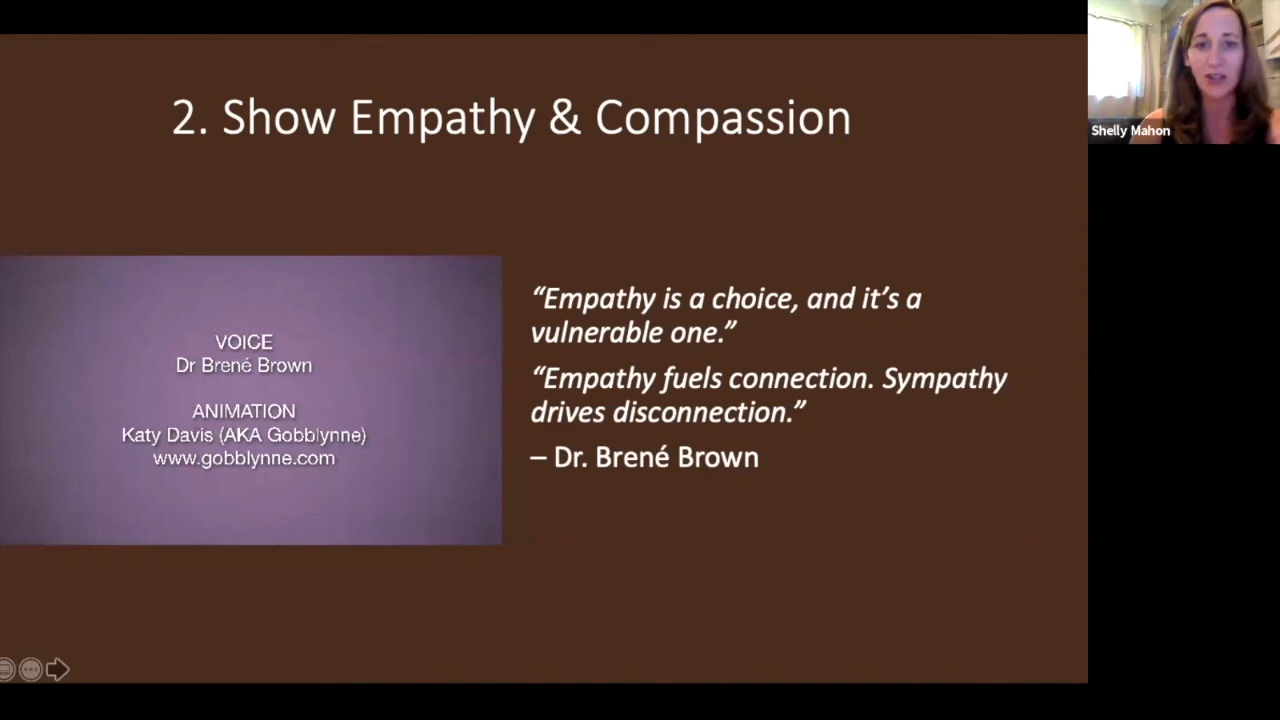 2. Show Empathy & Compassion
Shelly Mahon
VOICE
Dr Brené Brown
ANIMATION
Katy Davis (AKA Gobblynne)
www.gobblynne.com
“Empathy is a choice, and it’s a
vulnerable one.”
“Empathy fuels connection. Sympathy
drives disconnection.”
– Dr. Brené Brown